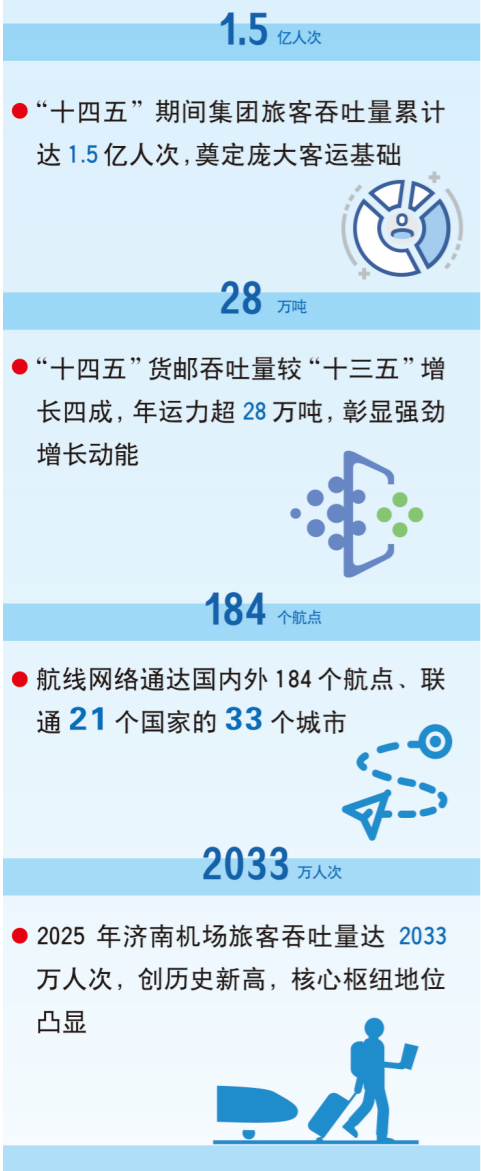 1.5 亿人次
“十四五”期间集团旅客吞吐量累计
达 1.5 亿人次,奠定庞大客运基础
28 万吨
“十四五”货邮吞吐量较“十三五”增
长四成,年运力超 28 万吨,彰显强劲
增长动能
184 个航点
航线网络通达国内外 184 个航点、联
通 21 个国家的 33 个城市
2033 万人次
2025 年济南机场旅客吞吐量达 2033
万人次,创历史新高,核心枢纽地位
凸显